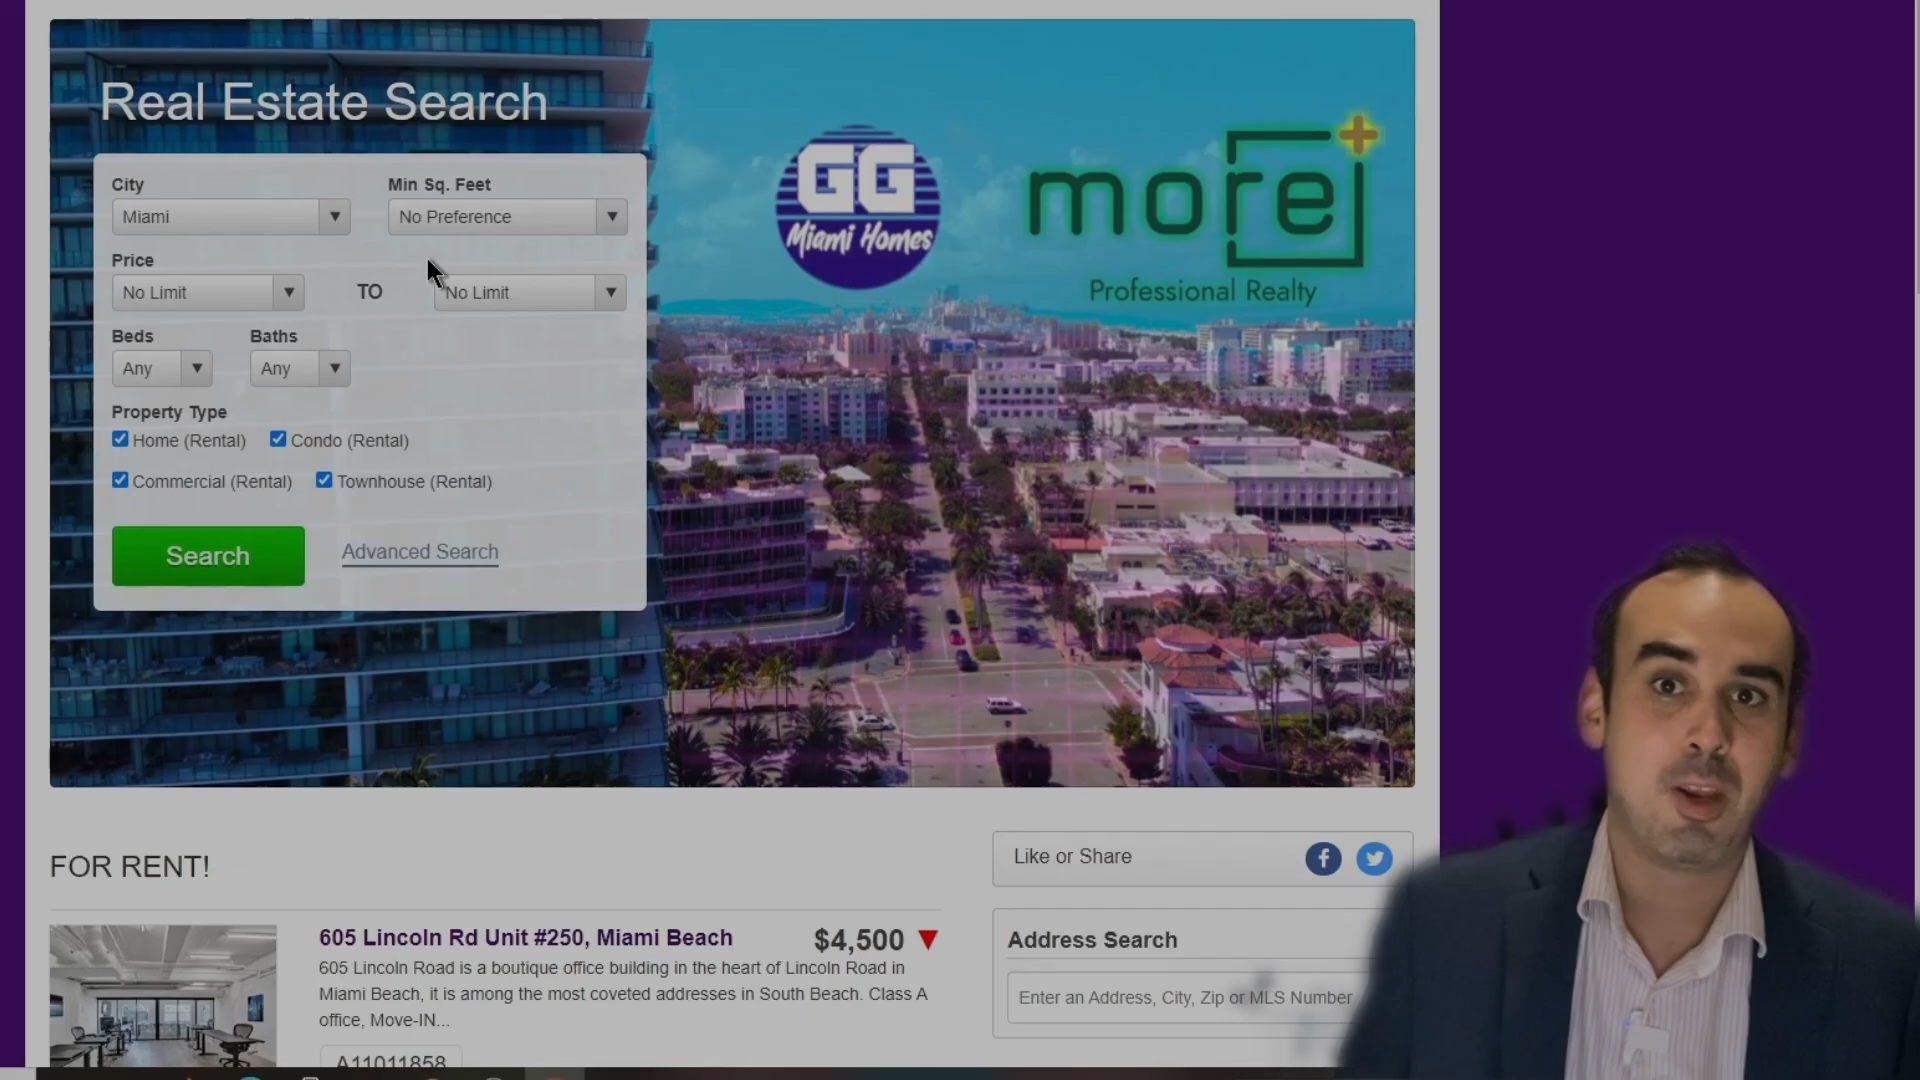 Real Estate Search
City
Min Sq. Feet
Miami
No Preference
Price
No Limit
TO
No Limit
Beds
Baths
Any
Any
Property Type
Home (Rental)
Condo (Rental)
Commercial (Rental)
Townhouse (Rental)
Search
Advanced Search
GG
Miami Homes
more
Professional Realty
FOR RENT!
605 Lincoln Rd Unit #250, Miami Beach
$4,500
605 Lincoln Road is a boutique office building in the heart of Lincoln Road in
Miami Beach, it is among the most coveted addresses in South Beach. Class A
office, Move-IN...
A11011858
Like or Share
Address Search
Enter an Address, City, Zip or MLS Number